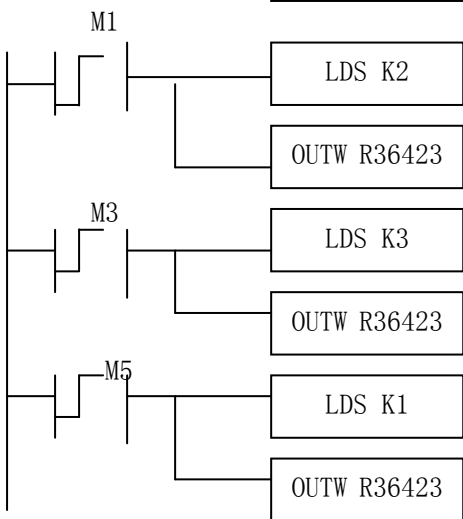 M1
LDS K2
OUTW R36423
M3
LDS K3
OUTW R36423
M5
LDS K1
OUTW R36423